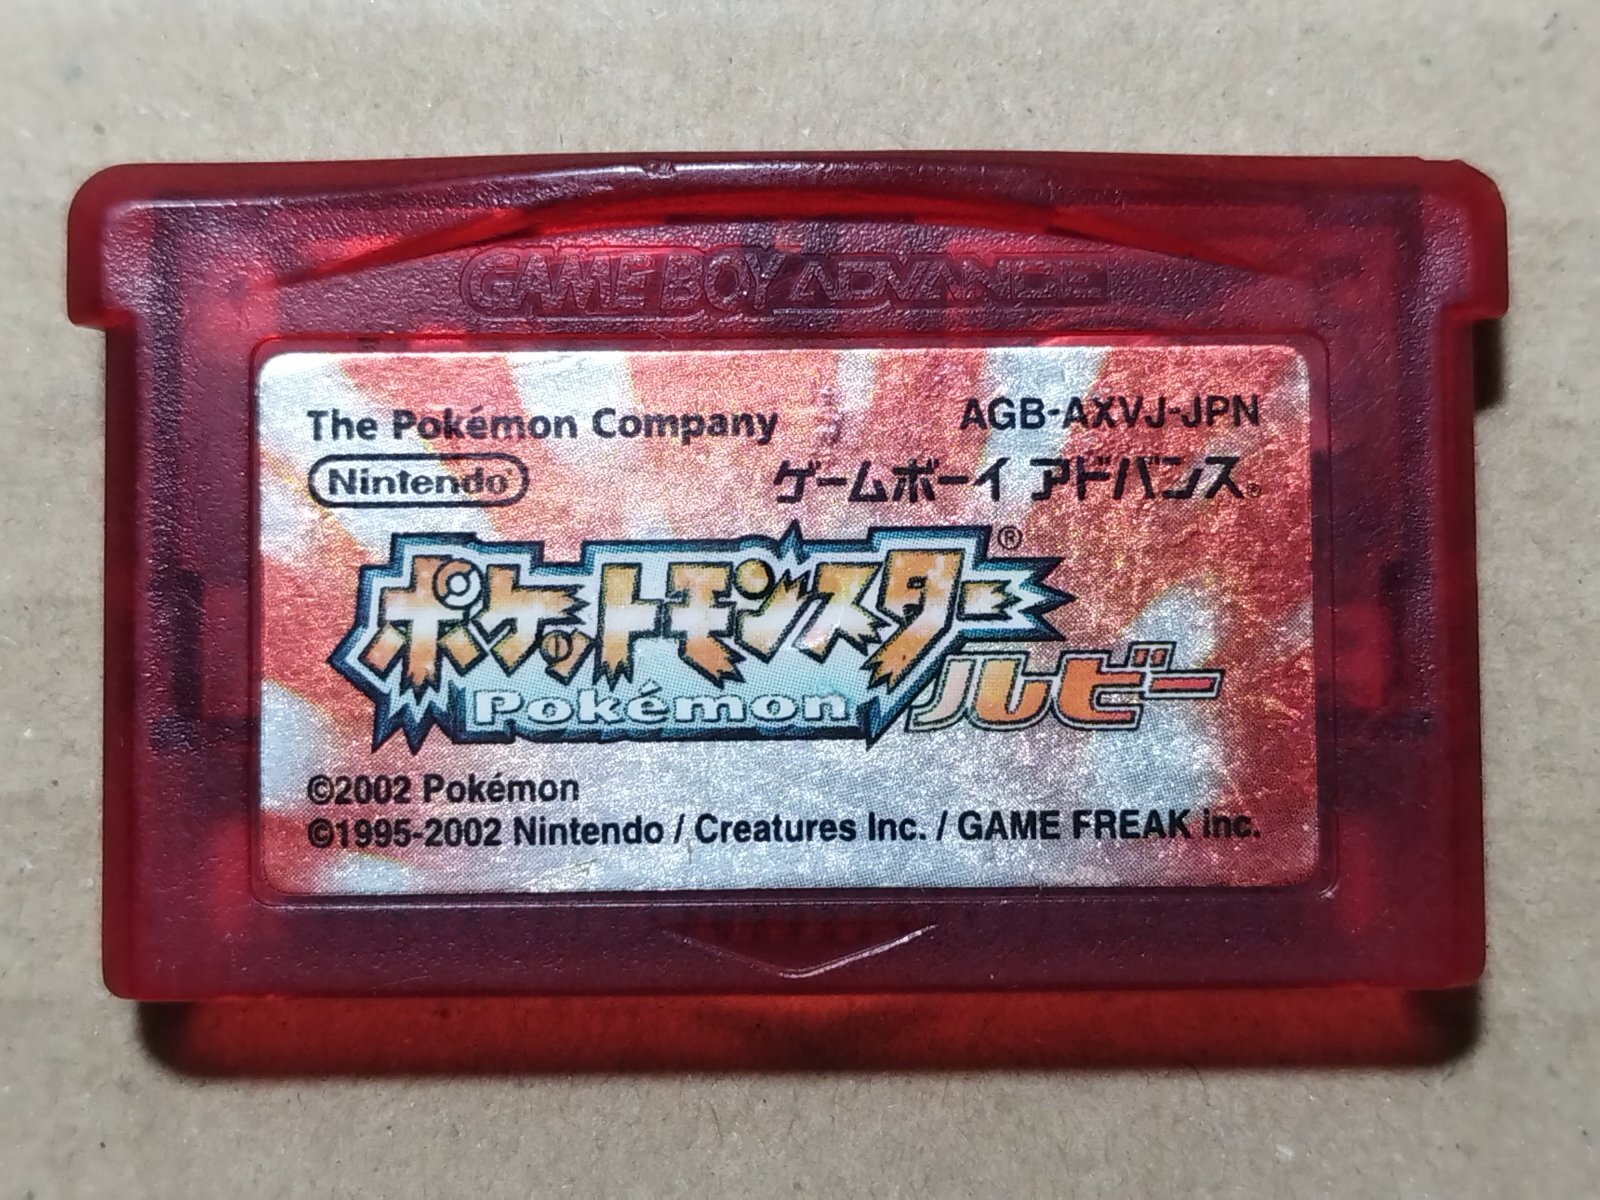 GAME BOY ADVANCE
The Pokémon Company
AGB-AXVJ-JPN
Nintendo®
ゲームボーイ アドバンス®
ポケットモンスター®
Pokémon
ルビー
©2002 Pokémon
©1995-2002 Nintendo / Creatures Inc. / GAME FREAK inc.